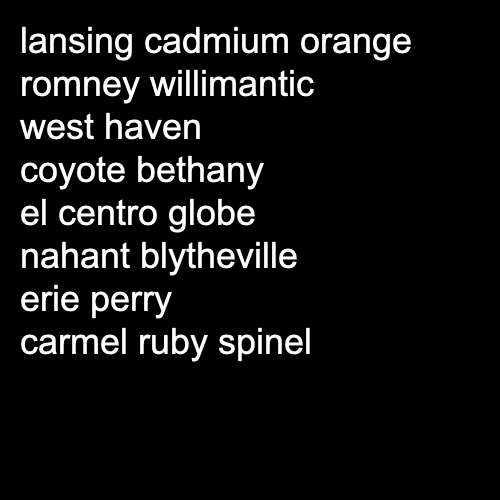 lansing cadmium orange
romney willimantic
west haven
coyote bethany
el centro globe
nahant blytheville
erie perry
carmel ruby spinel